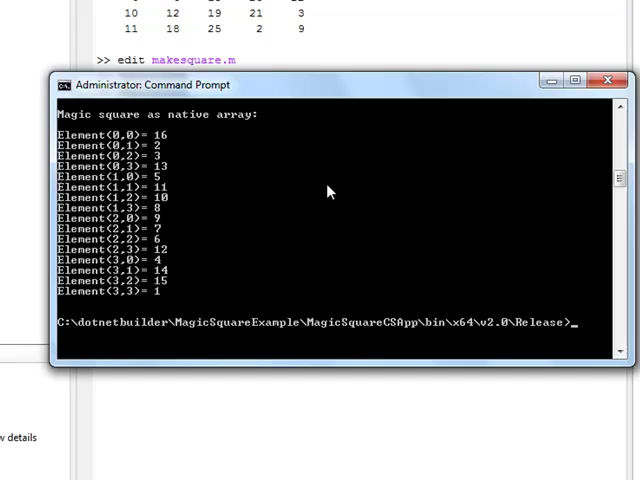 10 12 19 21 3
11 18 25 2 9
>> edit makesquare.m
Administrator: Command Prompt
Magic square as native array:
Element(0,0)= 16
Element(0,1)= 2
Element(0,2)= 3
Element(0,3)= 13
Element(1,0)= 5
Element(1,1)= 11
Element(1,2)= 10
Element(1,3)= 8
Element(2,0)= 9
Element(2,1)= 7
Element(2,2)= 6
Element(2,3)= 12
Element(3,0)= 4
Element(3,1)= 14
Element(3,2)= 15
Element(3,3)= 1
C:\dotnetbuilder\MagicSquareExample\MagicSquareCSApp\bin\x64\v2.0\Release>_
details